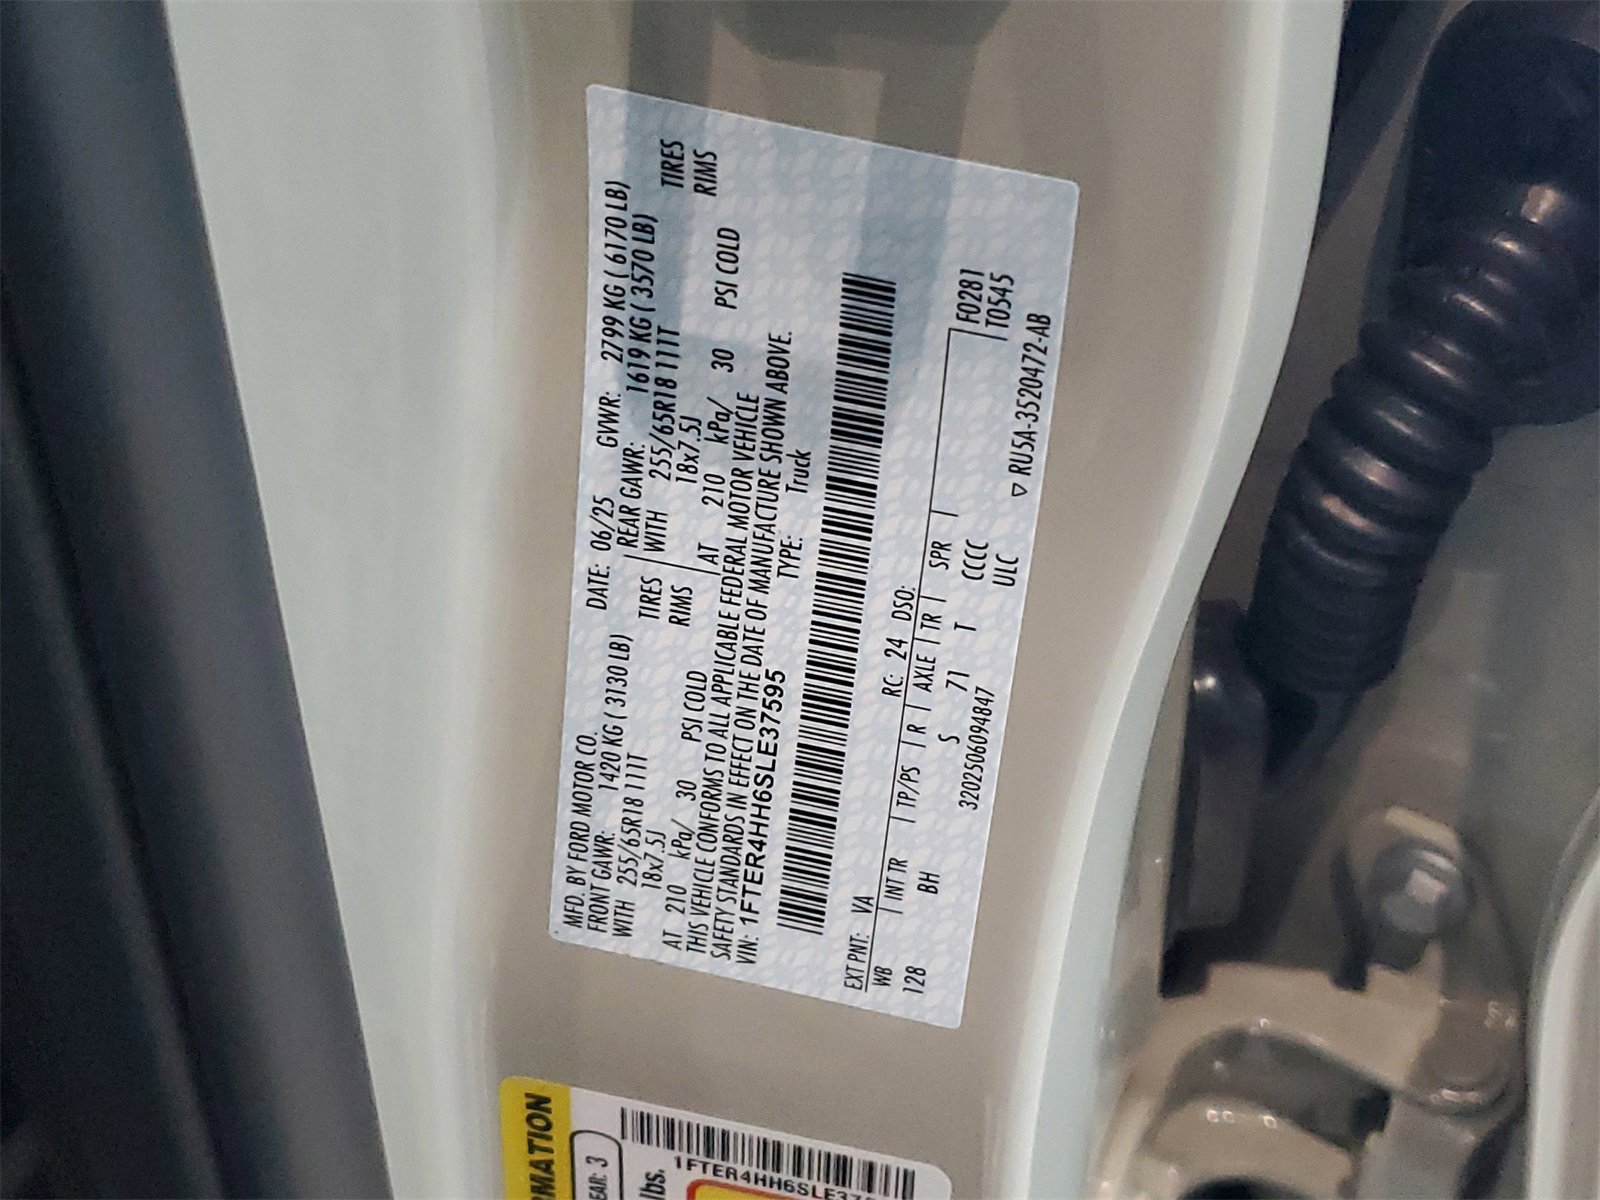 MFD. BY FORD MOTOR CO. DATE: 06/25 GVWR: 2799 KG ( 6170 LB)
FRONT GAWR: 1420 KG ( 3130 LB) REAR GAWR: 1619 KG ( 3570 LB)
WITH 255/65R18 111T TIRES WITH 255/65R18 111T TIRES
18x7.5J RIMS 18x7.5J RIMS
AT 210 kPa/ 30 PSI COLD AT 210 kPa/ 30 PSI COLD
THIS VEHICLE CONFORMS TO ALL APPLICABLE FEDERAL MOTOR VEHICLE
SAFETY STANDARDS IN EFFECT ON THE DATE OF MANUFACTURE SHOWN ABOVE.
VIN: 1FTER4HH6SLE37595 TYPE: Truck
EXT PNT: VA RC: 24 DSO: F0281
WB INT TR TP/PS R AXLE TR SPR T0545
128 BH S 71 T CCCC
320250609484​7 ULC ▽ RU5A-3520472-AB
MATION
EAR: 3
lbs.
1FTER4HH6SLE37